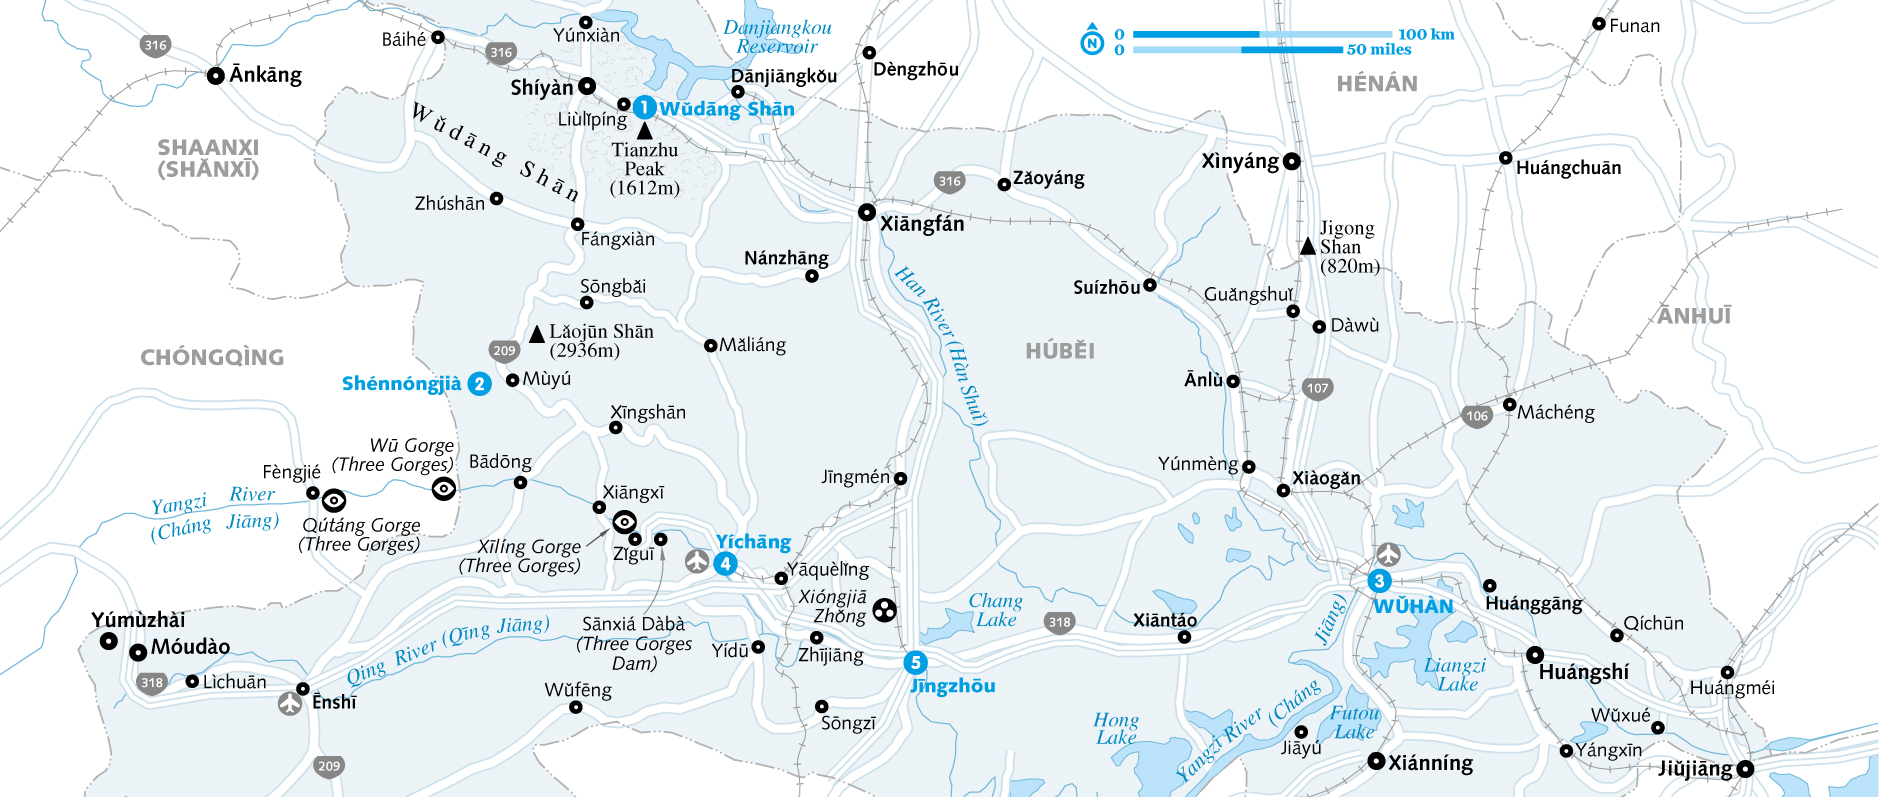 316
Báihé
316
Yúnxiàn
Danjiangkou
Reservoir
Dèngzhōu
0
100 km
0
50 miles
N
Funan
HÉNÁN
Ānkāng
Shíyàn
Dānjiāngkǒu
Liùlǐpíng
1
Wǔdāng Shān
Tianzhu
Peak
(1612m)
Wǔdāng Shān
SHAANXI
(SHǍNXĪ)
Zhúshān
Fángxiàn
316
Zǎoyáng
Xìnyáng
Huángchuān
Xiāngfán
Jigong
Shan
(820m)
Nánzhāng
Sōngbǎi
Han River (Hàn Shuǐ)
Suízhōu
Guǎngshuǐ
Dàwù
ĀNHUĪ
Lǎojūn Shān
(2936m)
CHÓNGQÌNG
209
Mǎliáng
HÚBĚI
Shénnóngjià
2
Mùyú
Ānlù
107
106
Máchéng
Xīngshān
Wū Gorge
(Three Gorges)
Bādōng
Fèngjié
Yangzi River
(Cháng Jiāng)
Qútáng Gorge
(Three Gorges)
Xiāngxī
Jīngmén
Yúnmèng
Xiàogǎn
Xīlíng Gorge
(Three Gorges)
Zǐguī
Yíchāng
4
Yāquèlǐng
Xióngjiā
Zhǒng
Chang
Lake
318
Xiāntáo
3
WǓHÀN
Huánggāng
Qíchūn
Yúmùzhài
Móudào
318
Lìchuān
Ēnshī
Qing River (Qīng Jiāng)
Sānxiá Dàbà
(Three Gorges
Dam)
Yídū
Zhījiāng
5
Jīngzhōu
Jiāng)
Liangzi
Lake
Huángshí
Huángméi
Wǔfēng
Sōngzī
Hong
Lake
Yangzi River (Cháng
Futou
Lake
Jiāyú
Wǔxué
Yángxīn
209
Xiánníng
Jiǔjiāng